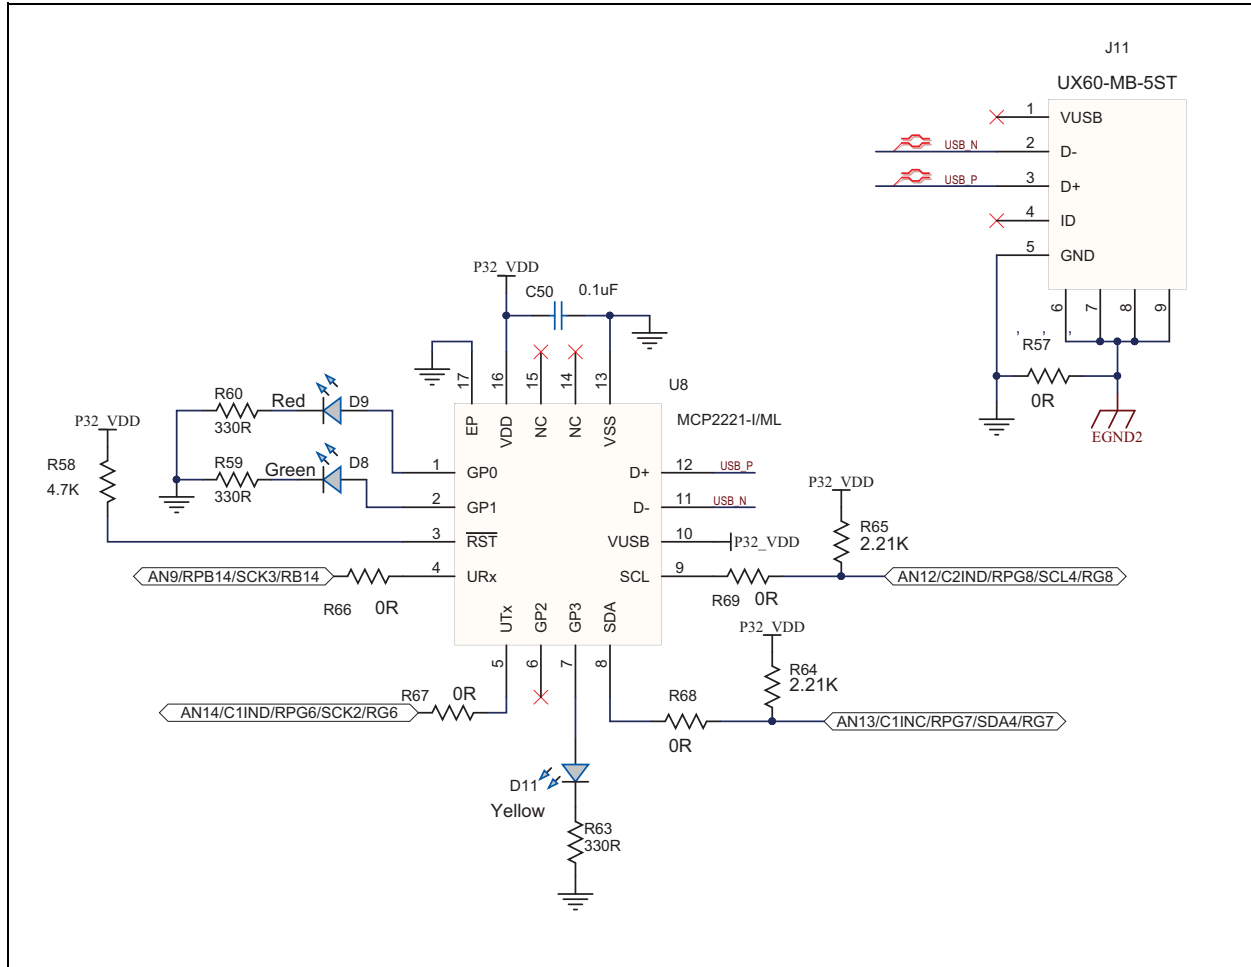 J11
UX60-MB-5ST
1 VUSB
USB_N 2 D-
USB_P 3 D+
4 ID
5 GND
6 7 8 9
, , ,
R57
0R
EGND2
P32_VDD
C50 0.1uF
17 16 15 14 13
EP VDD NC NC VSS
U8
MCP2221-I/ML
R60 Red D9
330R
P32_VDD
R58
4.7K
R59 Green D8
330R
1 GP0
2 GP1
3 RST
4 URx
D+ 12 USB_P
D- 11 USB_N
VUSB 10 P32_VDD
SCL 9
P32_VDD
R65
2.21K
AN9/RPB14/SCK3/RB14
R66 0R
R69 0R
AN12/C2IND/RPG8/SCL4/RG8
UTx GP2 GP3 SDA
5 6 7 8
P32_VDD
R64
2.21K
R67 0R
AN14/C1IND/RPG6/SCK2/RG6
R68
0R
AN13/C1INC/RPG7/SDA4/RG7
D11
Yellow
R63
330R